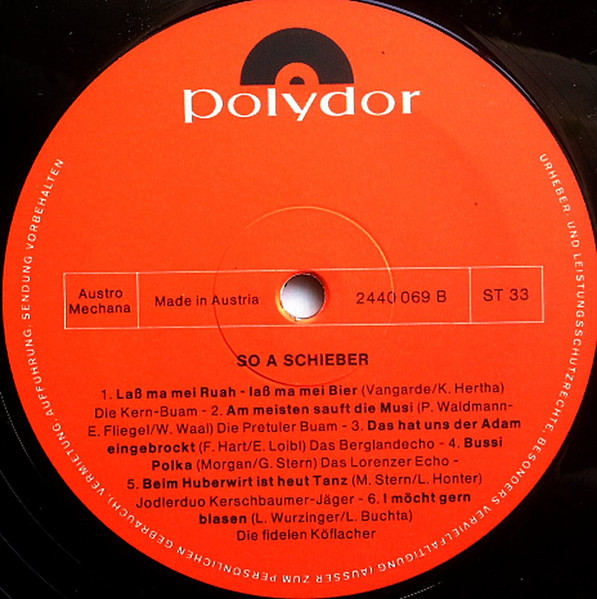 polydor
Austro
Mechana
Made in Austria
2440 069 B
ST 33
SO A SCHIEBER
1. Laß ma mei Ruah - laß ma mei Bier (Vangarde/K. Hertha)
Die Kern-Buam - 2. Am meisten sauft die Musi (P. Waldmann-
E. Fliegel/W. Waal) Die Pretuler Buam - 3. Das hat uns der Adam
eingebrockt (F. Hart/E. Loibl) Das Berglandecho - 4. Bussi
Polka (Morgan/G. Stern) Das Lorenzer Echo -
5. Beim Huberwirt ist heut Tanz (M. Stern/L. Honter)
Jodlerduo Kerschbaumer-Jäger - 6. I möcht gern
blasen (L. Wurzinger/L. Buchta)
Die fidelen Köflacher
URHEBER- UND LEISTUNGSSCHUTZRECHTE, BESONDERS VERVIELFÄLTIGUNG (AUSSER ZUM PERSÖNLICHEN GEBRAUCH), VERMIETUNG, AUFFÜHRUNG, SENDUNG VORBEHALTEN